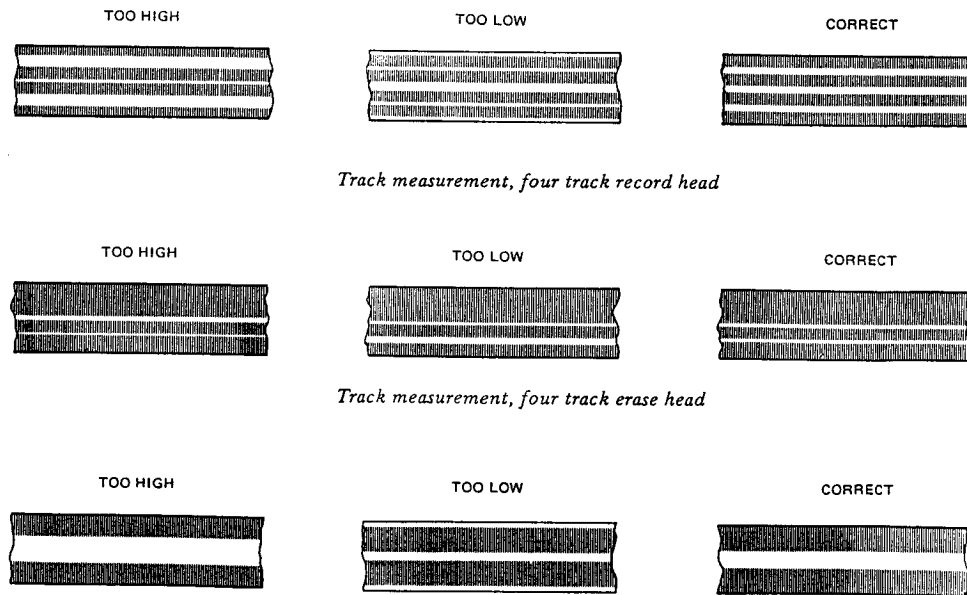 TOO HIGH TOO LOW CORRECT
Track measurement, four track record head
TOO HIGH TOO LOW CORRECT
Track measurement, four track erase head
TOO HIGH TOO LOW CORRECT